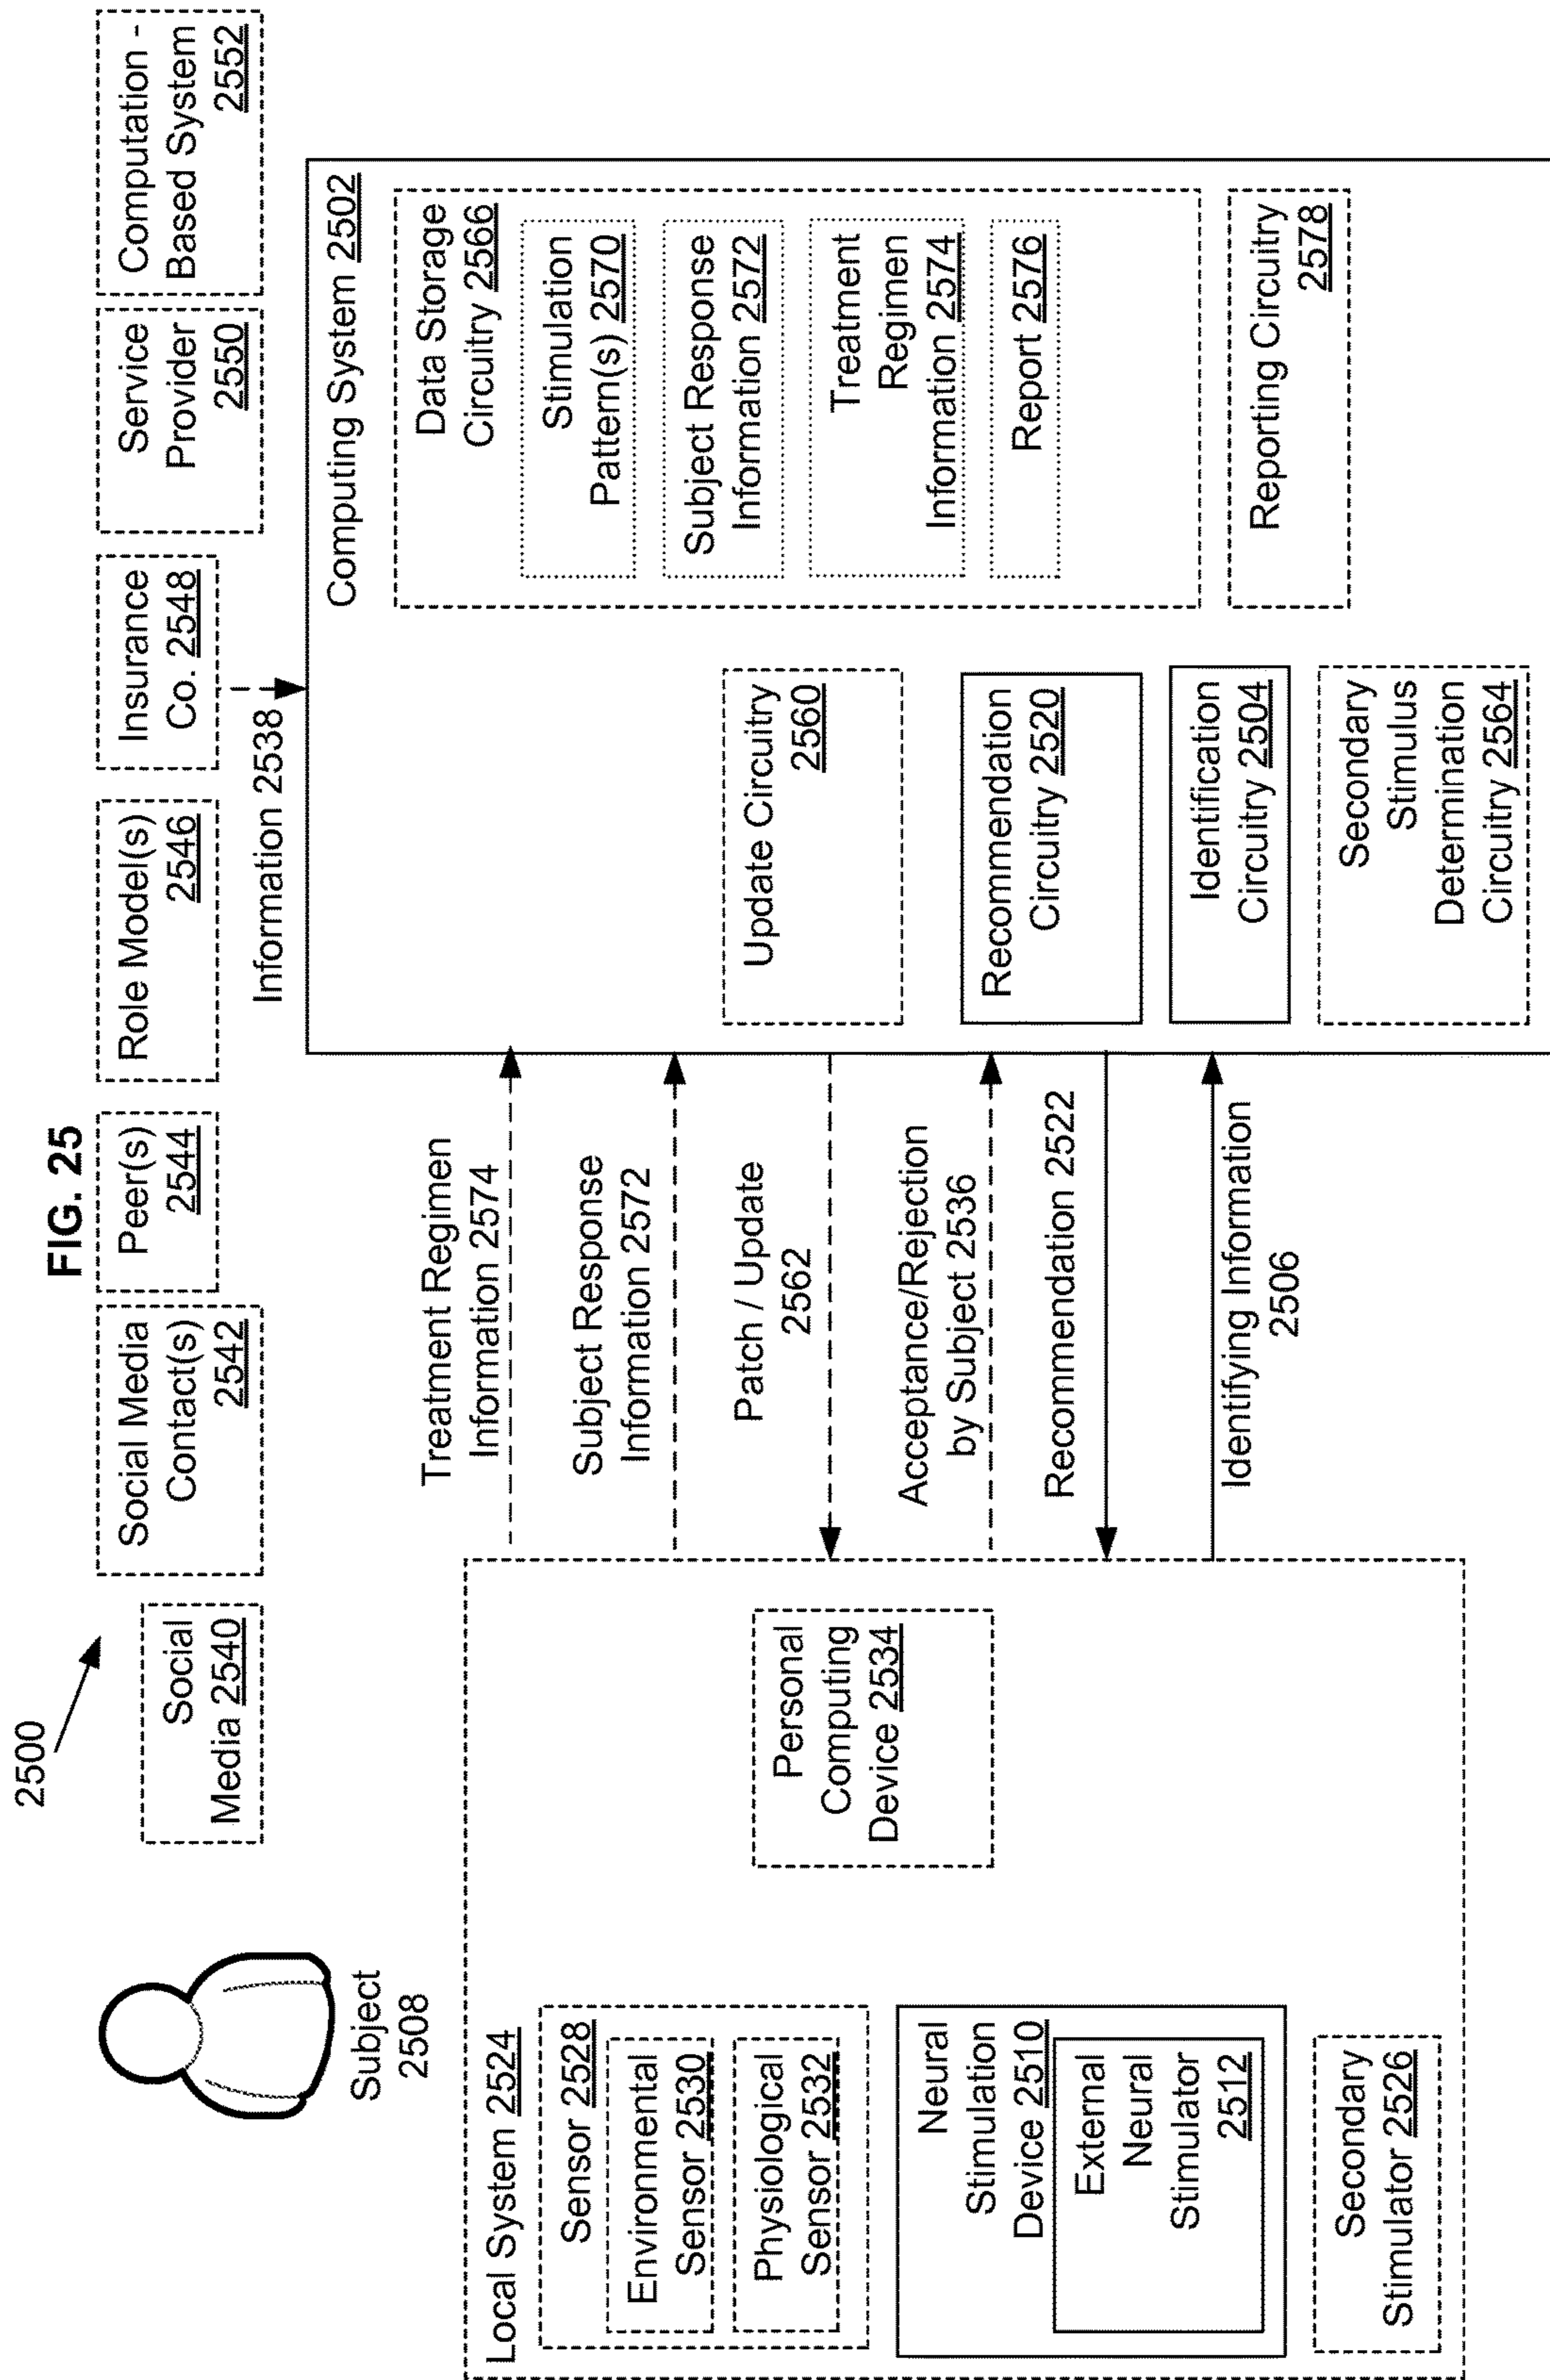 FIG. 25
2500
Social
Media 2540
Social Media
Contact(s)
2542
Peer(s)
2544
Role Model(s)
2546
Insurance
Co. 2548
Service
Provider
2550
Computation -
Based System
2552
Subject
2508
Information 2538
Local System 2524
Sensor 2528
Environmental
Sensor 2530
Physiological
Sensor 2532
Neural
Stimulation
Device 2510
External
Neural
Stimulator
2512
Secondary
Stimulator 2526
Personal
Computing
Device 2534
Treatment Regimen
Information 2574
Subject Response
Information 2572
Patch / Update
2562
Acceptance/Rejection
by Subject 2536
Recommendation 2522
Identifying Information
2506
Computing System 2502
Update Circuitry
2560
Recommendation
Circuitry 2520
Identification
Circuitry 2504
Secondary
Stimulus
Determination
Circuitry 2564
Data Storage
Circuitry 2566
Stimulation
Pattern(s) 2570
Subject Response
Information 2572
Treatment
Regimen
Information 2574
Report 2576
Reporting Circuitry
2578